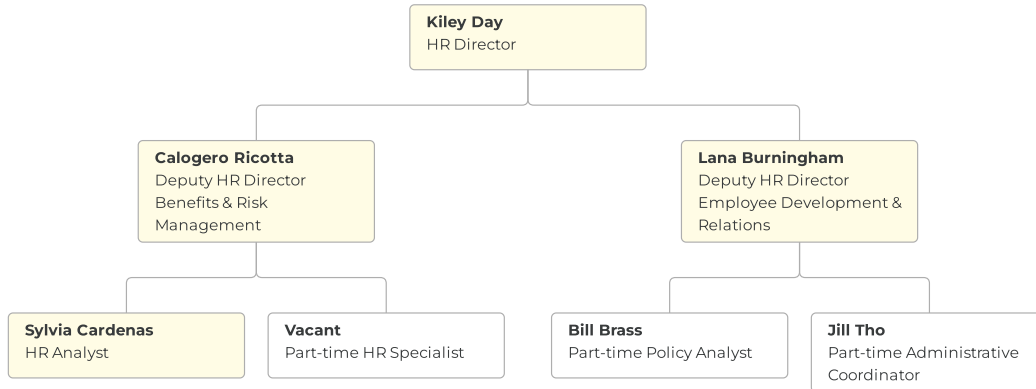 Kiley Day
HR Director
Calogero Ricotta
Deputy HR Director
Benefits & Risk
Management
Lana Burningham
Deputy HR Director
Employee Development &
Relations
Sylvia Cardenas
HR Analyst
Vacant
Part-time HR Specialist
Bill Brass
Part-time Policy Analyst
Jill Tho
Part-time Administrative
Coordinator